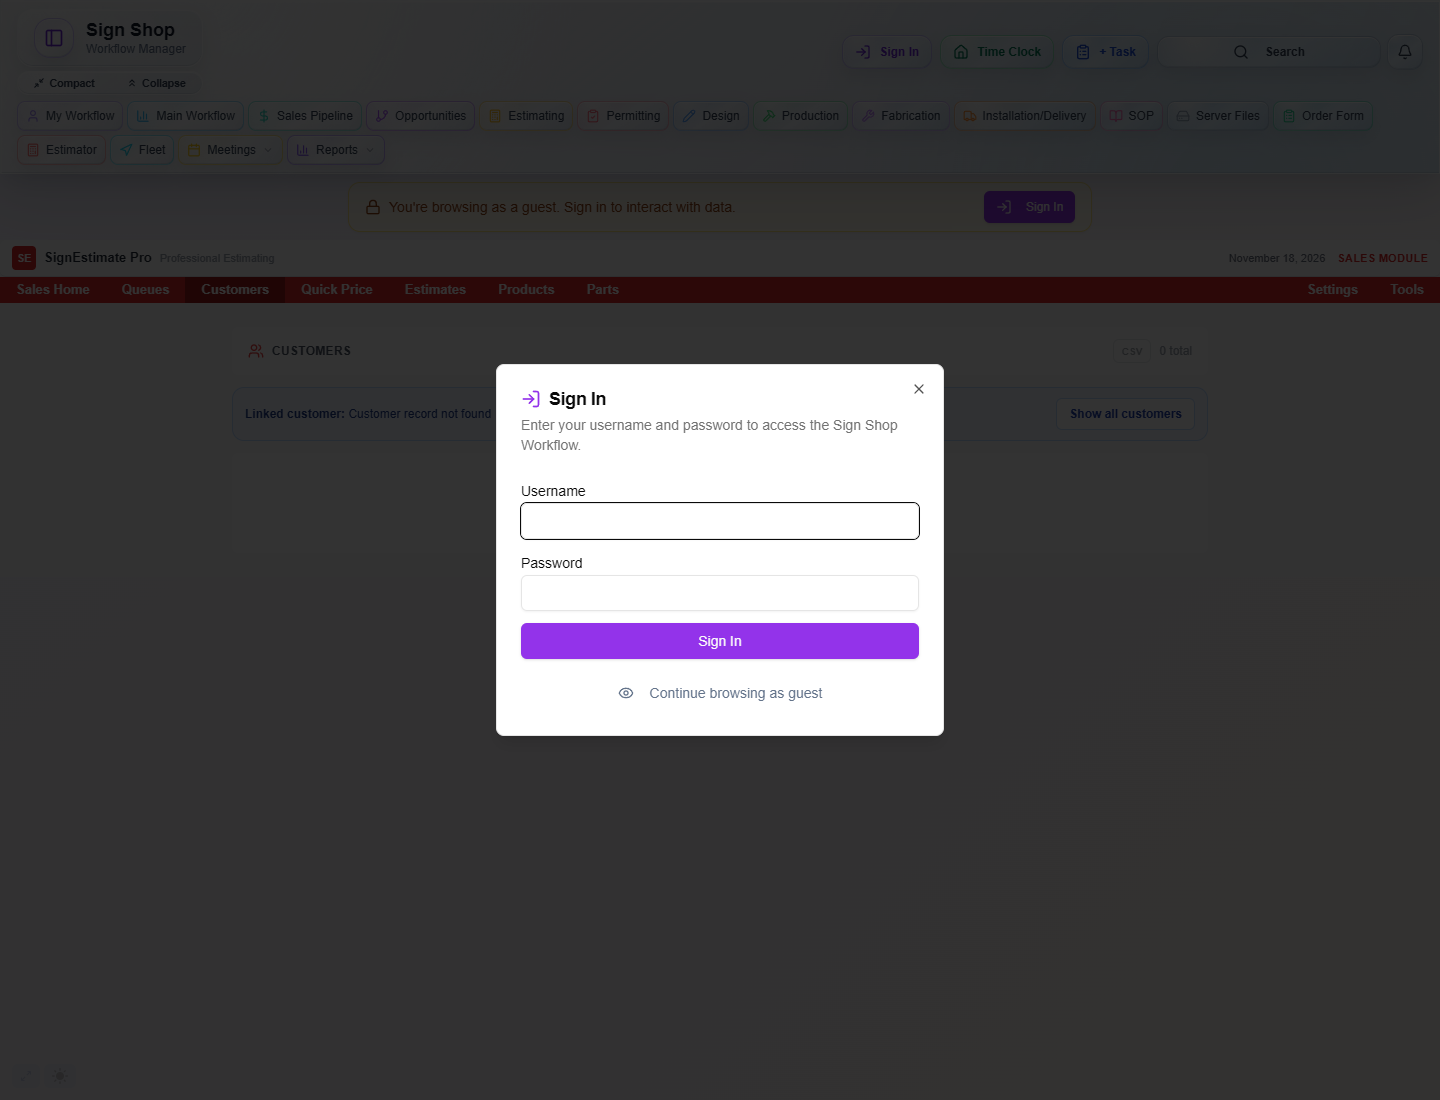 Sign Shop
Workflow Manager
Sign In
Time Clock
+ Task
Search
Compact
Collapse
My Workflow
Main Workflow
Sales Pipeline
Opportunities
Estimating
Permitting
Design
Production
Fabrication
Installation/Delivery
SOP
Server Files
Order Form
Estimator
Fleet
Meetings
Reports
You're browsing as a guest. Sign in to interact with data.
Sign In
SE
SignEstimate Pro
Professional Estimating
November 18, 2026
SALES MODULE
Sales Home
Queues
Customers
Quick Price
Estimates
Products
Parts
Settings
Tools
CUSTOMERS
CSV
0 total
Linked customer: Customer record not found
Show all customers
Sign In
Enter your username and password to access the Sign Shop
Workflow.
Username
Password
Sign In
Continue browsing as guest